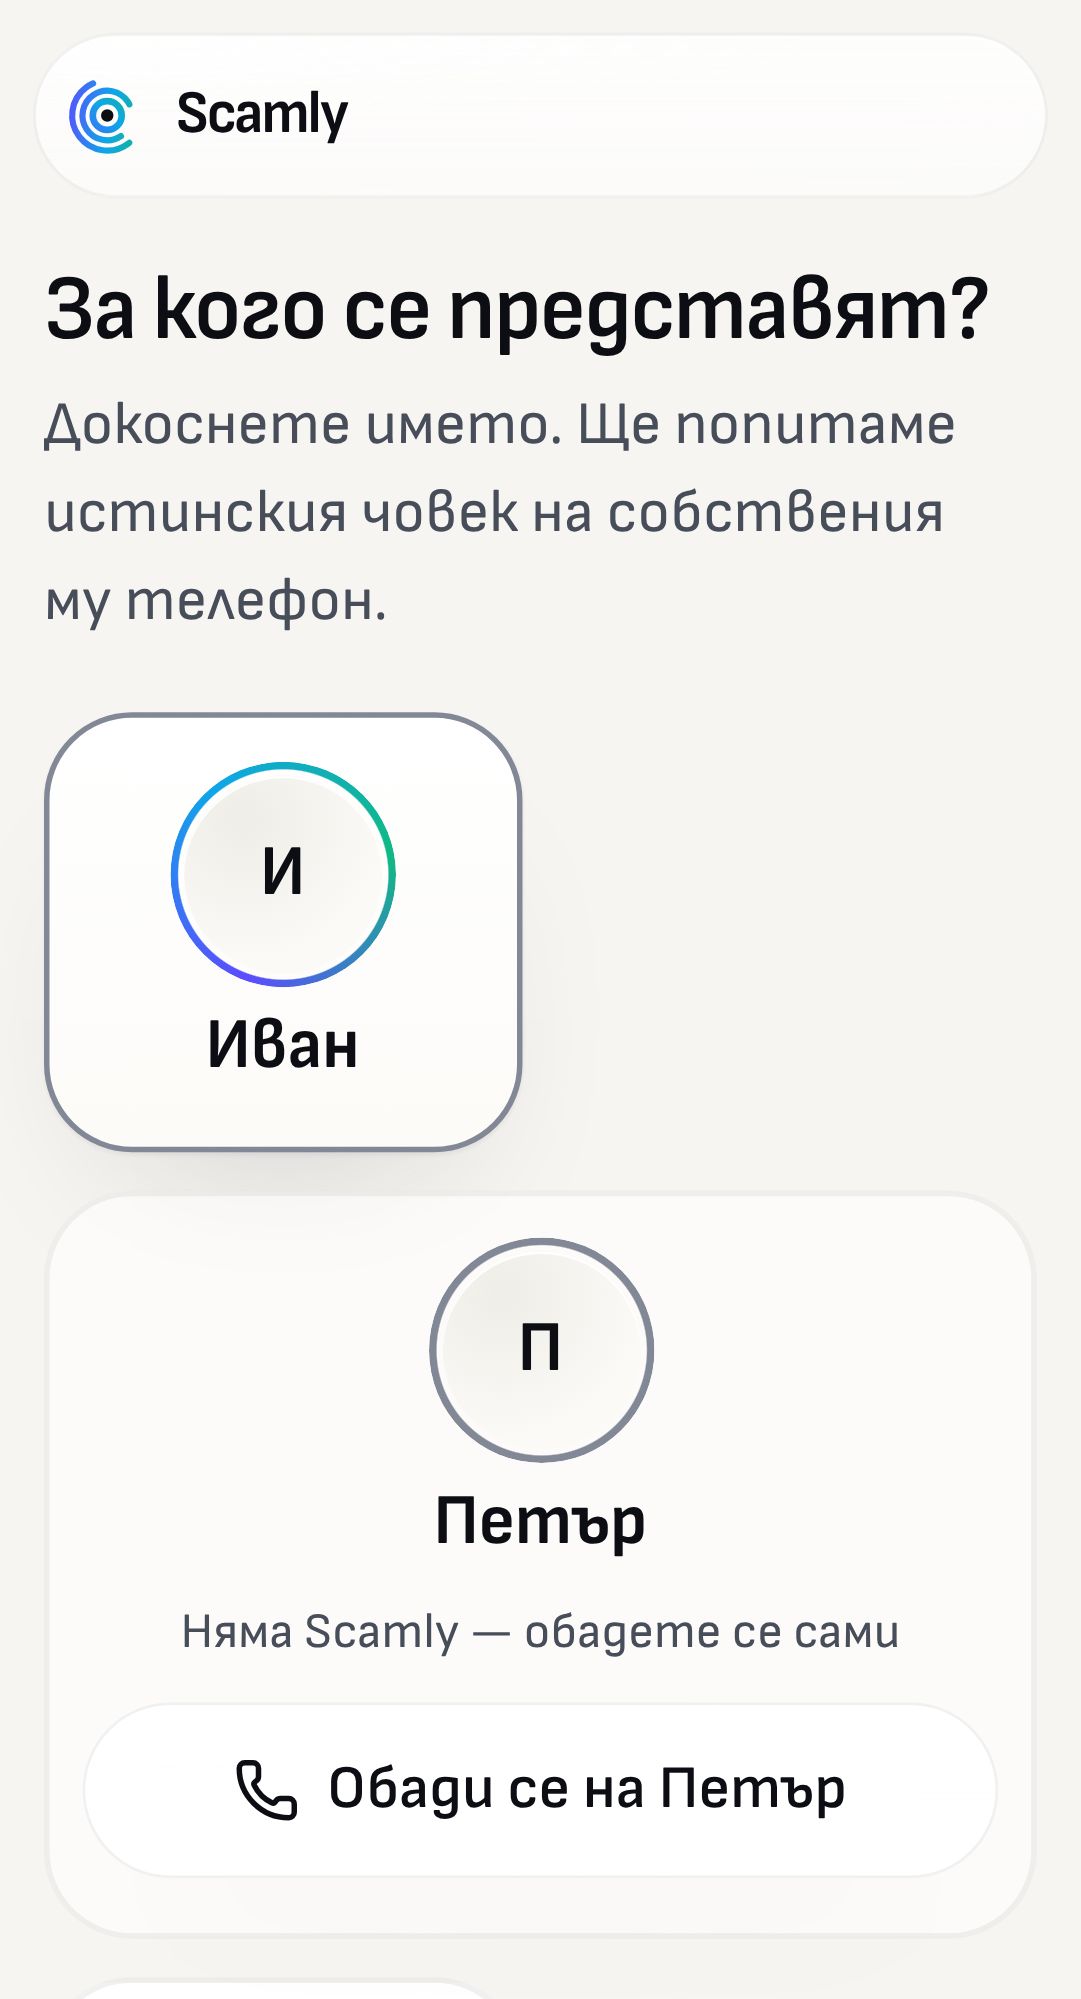 Scamly
За кого се представят?
Докоснете името. Ще попитаме
истинския човек на собствения
му телефон.
И
Иван
П
Петър
Няма Scamly — обадете се сами
Обади се на Петър